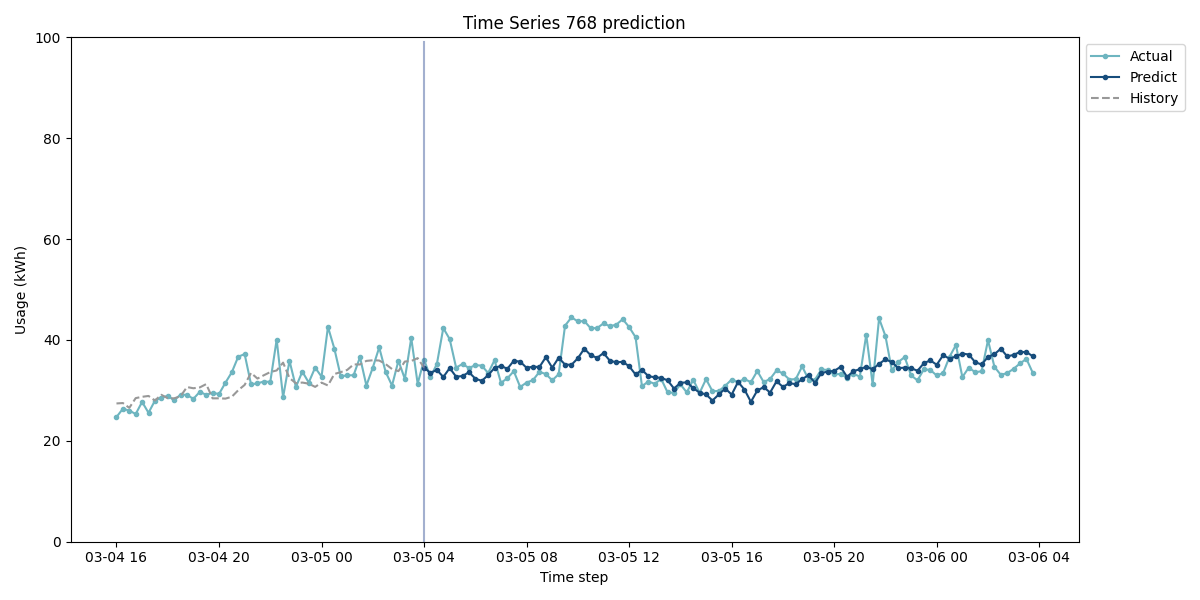 Time Series 768 prediction
100
80
60
40
20
0
Usage (kWh)
03-04 16 03-04 20 03-05 00 03-05 04 03-05 08 03-05 12 03-05 16 03-05 20 03-06 00 03-06 04
Time step
Actual
Predict
History